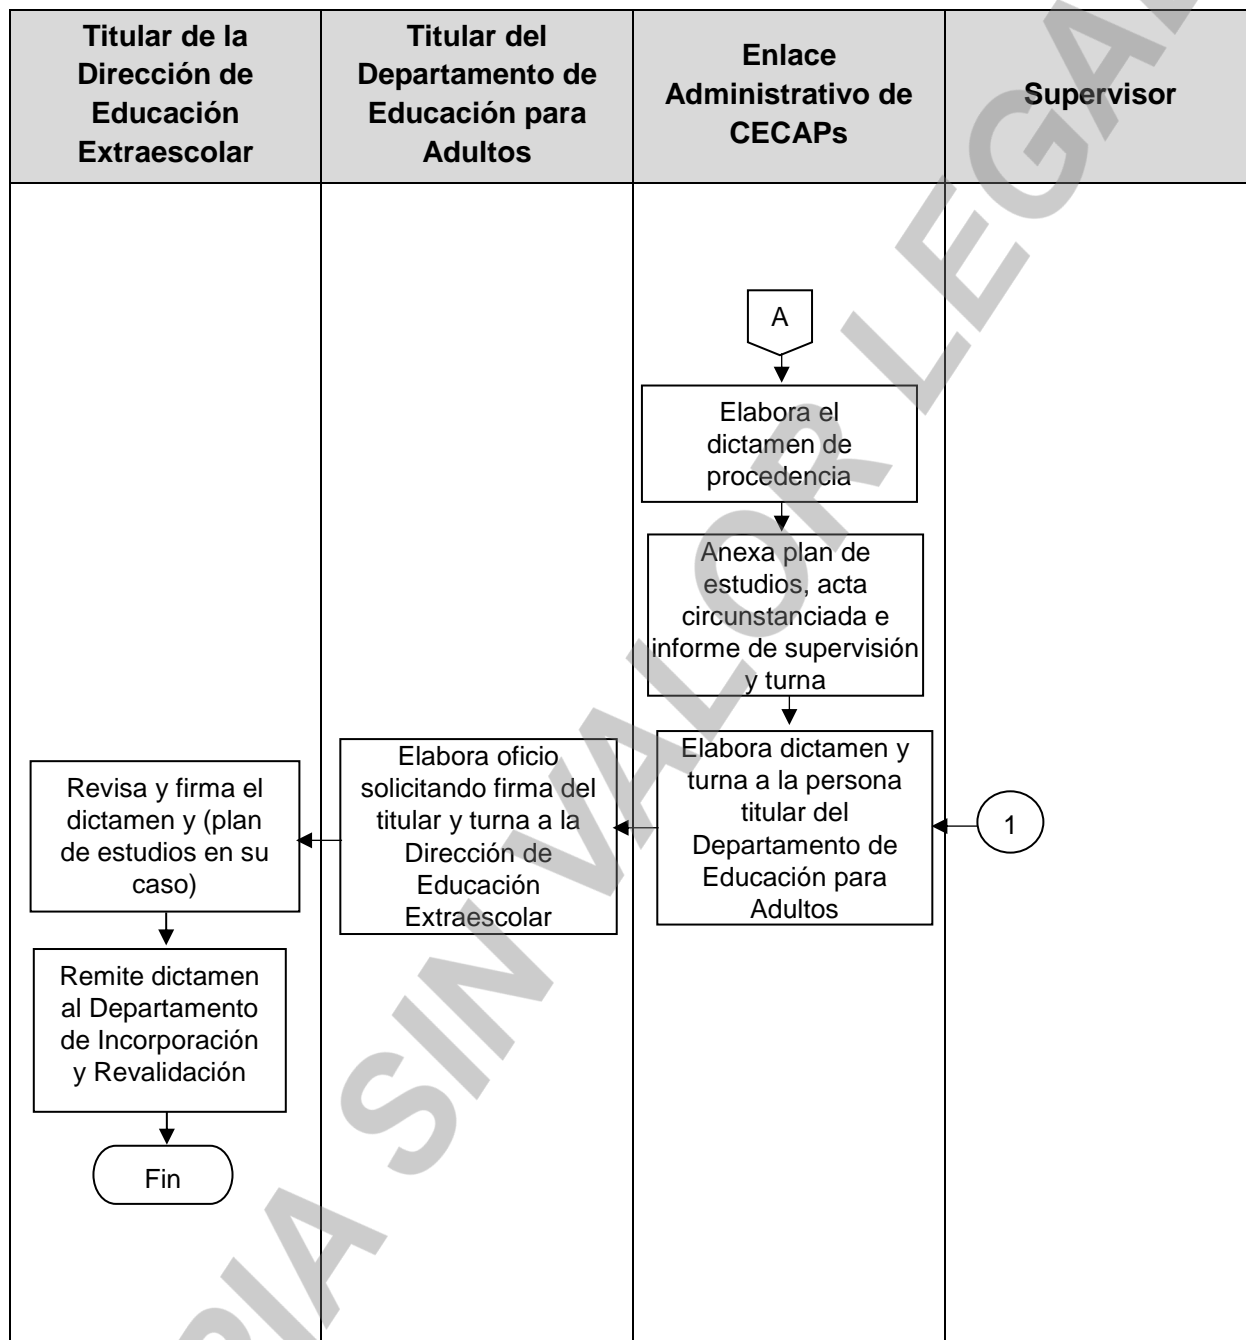 Titular de la
Dirección de
Educación
Extraescolar
Titular del
Departamento de
Educación para
Adultos
Enlace
Administrativo de
CECAPs
Supervisor
A
Elabora el
dictamen de
procedencia
Anexa plan de
estudios, acta
circunstanciada e
informe de supervisión
y turna
Elabora dictamen y
turna a la persona
titular del
Departamento de
Educación para
Adultos
1
Elabora oficio
solicitando firma del
titular y turna a la
Dirección de
Educación
Extraescolar
Revisa y firma el
dictamen y (plan
de estudios en su
caso)
Remite dictamen
al Departamento
de Incorporación
y Revalidación
Fin
SIN VALOR LEGAL